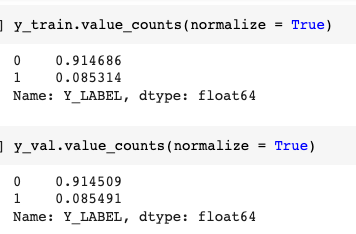 ] y_train.value_counts(normalize = True)
0    0.914686
1    0.085314
Name: Y_LABEL, dtype: float64
] y_val.value_counts(normalize = True)
0    0.914509
1    0.085491
Name: Y_LABEL, dtype: float64